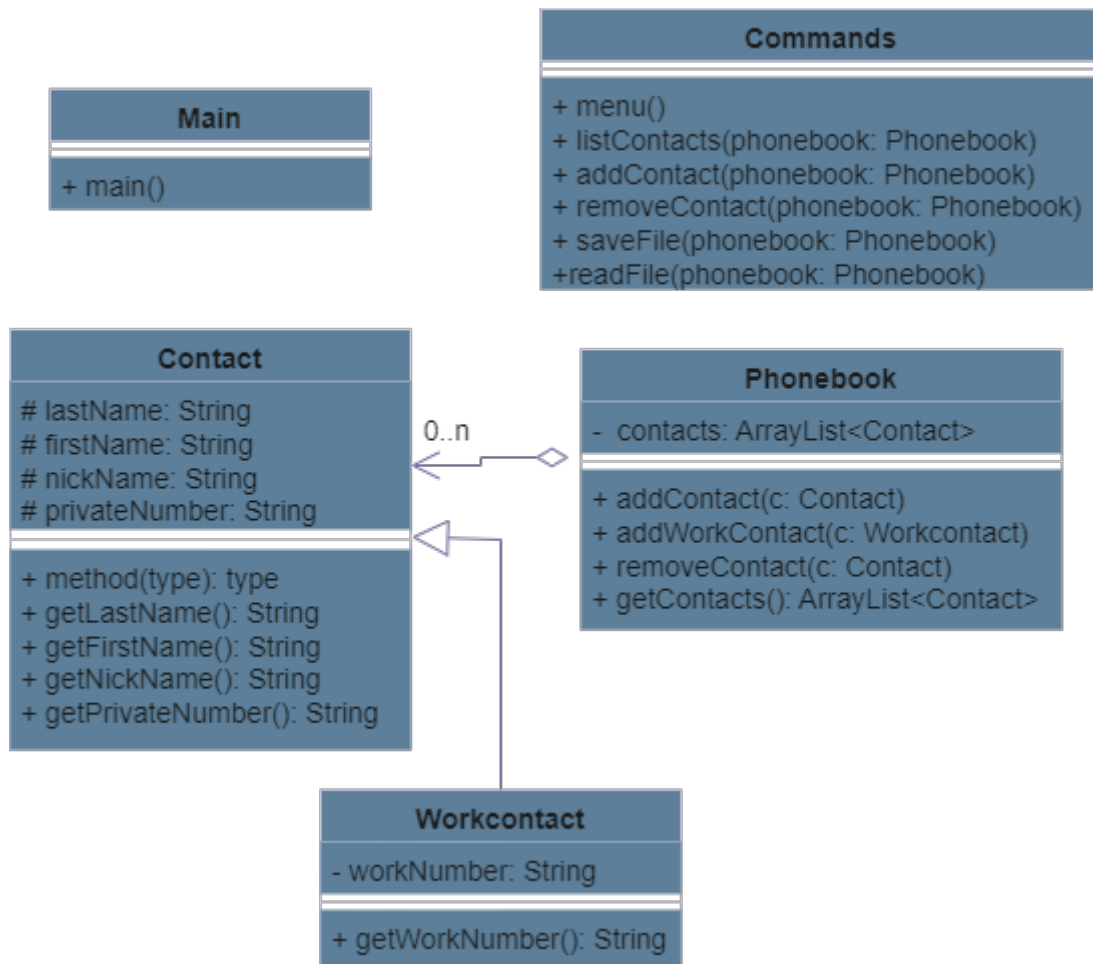 Main
+ main()
Commands
+ menu()
+ listContacts(phonebook: Phonebook)
+ addContact(phonebook: Phonebook)
+ removeContact(phonebook: Phonebook)
+ saveFile(phonebook: Phonebook)
+readFile(phonebook: Phonebook)
Contact
# lastName: String
# firstName: String
# nickName: String
# privateNumber: String
+ method(type): type
+ getLastName(): String
+ getFirstName(): String
+ getNickName(): String
+ getPrivateNumber(): String
0..n
Phonebook
- contacts: ArrayList<Contact>
+ addContact(c: Contact)
+ addWorkContact(c: Workcontact)
+ removeContact(c: Contact)
+ getContacts(): ArrayList<Contact>
Workcontact
- workNumber: String
+ getWorkNumber(): String